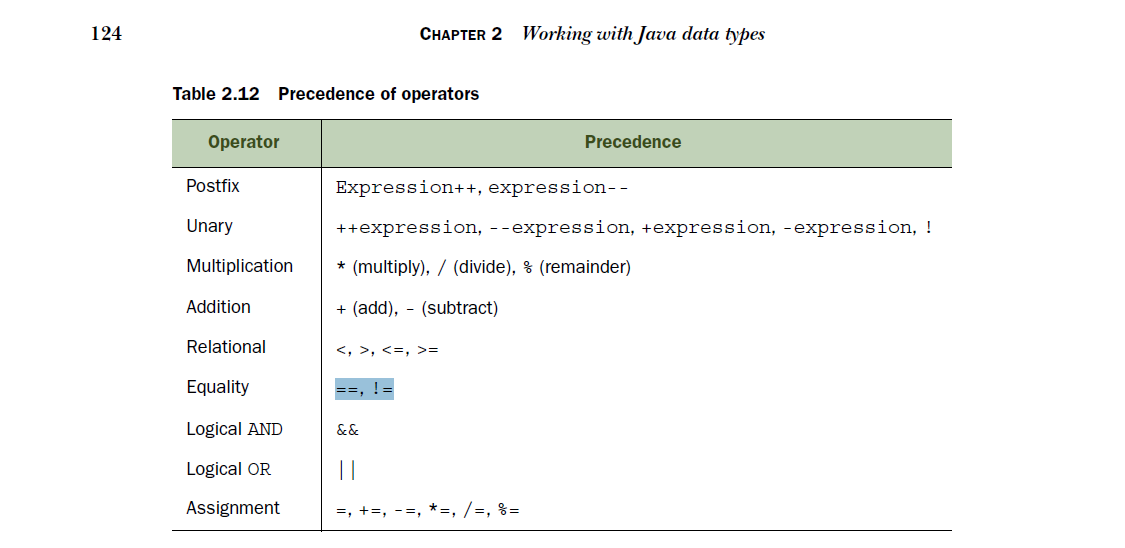 124 CHAPTER 2 Working with Java data types
Table 2.12 Precedence of operators
Operator Precedence
Postfix Expression++, expression--
Unary ++expression, --expression, +expression, -expression, !
Multiplication * (multiply), / (divide), % (remainder)
Addition + (add), - (subtract)
Relational <, >, <=, >=
Equality ==, !=
Logical AND &&
Logical OR ||
Assignment =, +=, -=, *=, /=, %=